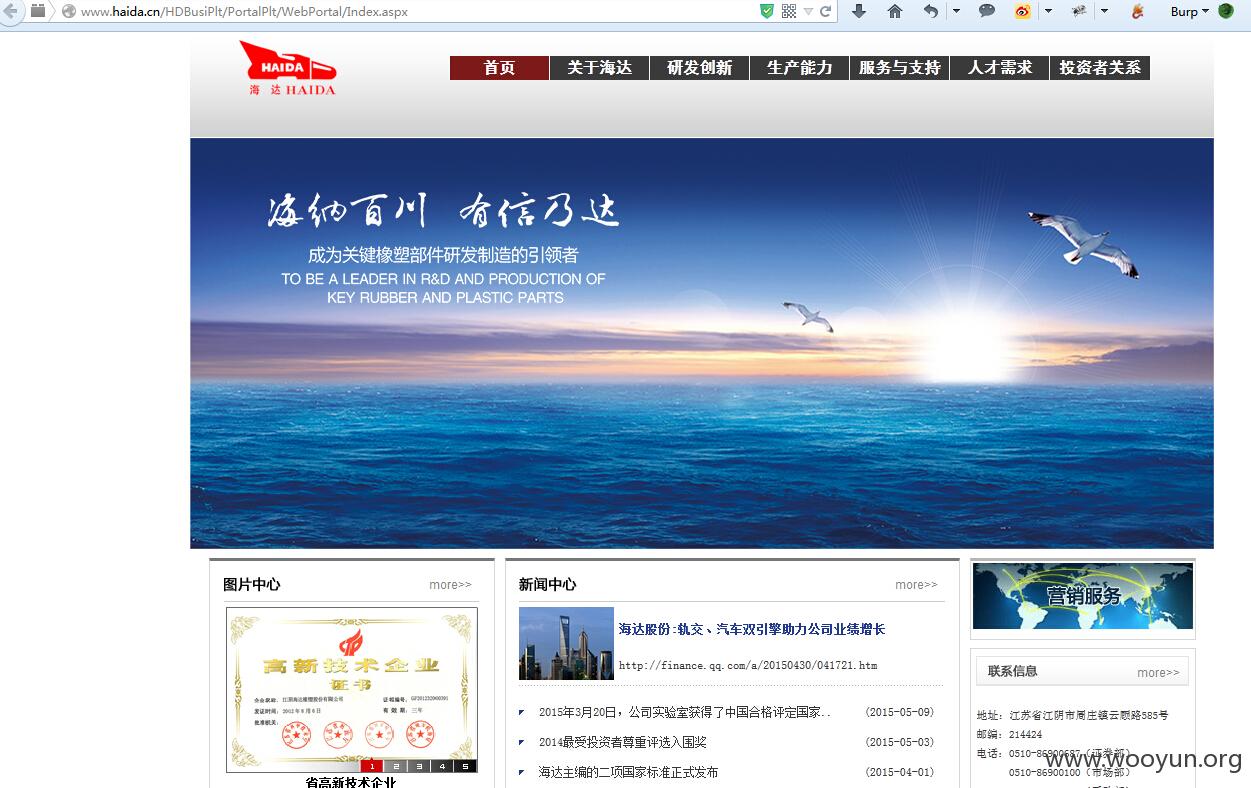 www.haida.cn/HDBusiPlt/PortalPlt/WebPortal/Index.aspx
Burp
HAIDA
海 达 HAIDA
首页 关于海达 研发创新 生产能力 服务与支持 人才需求 投资者关系
海纳百川 有信乃达
成为关键橡塑部件研发制造的引领者
TO BE A LEADER IN R&D AND PRODUCTION OF
KEY RUBBER AND PLASTIC PARTS
图片中心 more>>
高新技术企业
证书
1 2 3 4 5
省高新技术企业
新闻中心 more>>
海达股份:轨交、汽车双引擎助力公司业绩增长
http://finance.qq.com/a/20150430/041721.htm
2015年3月20日，公司实验室获得了中国合格评定国家.. (2015-05-09)
2014最受投资者尊重评选入围奖 (2015-05-03)
海达主编的二项国家标准正式发布 (2015-04-01)
营销服务
联系信息 more>>
地址：江苏省江阴市周庄镇云顾路585号
邮编：214424
电话：0510-86900687（证券部）
0510-86900100（市场部）
www.wooyun.org